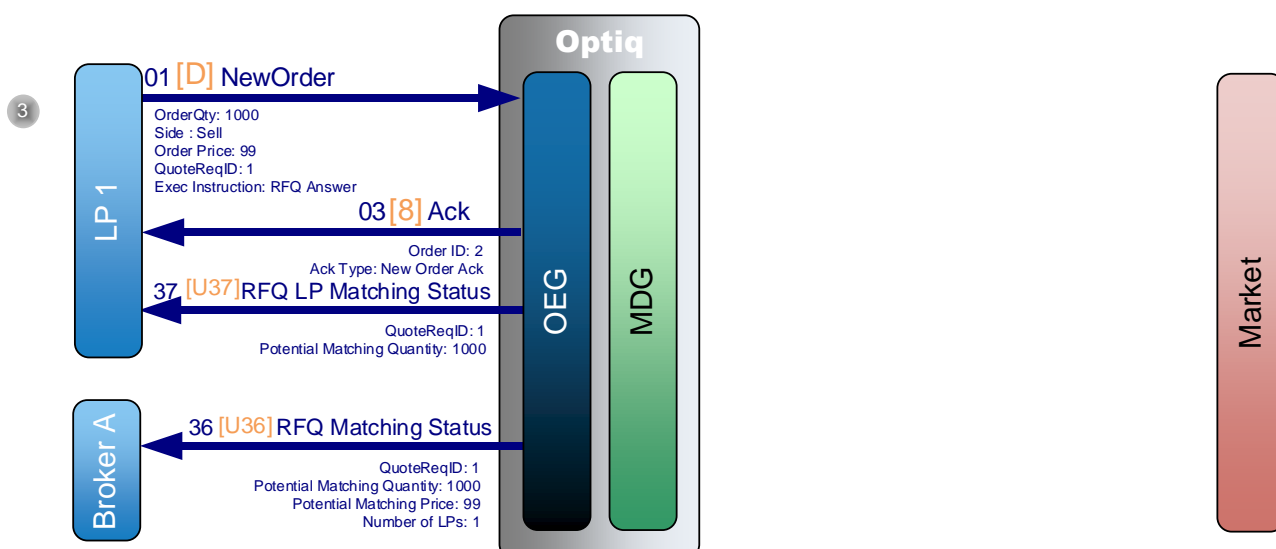 Optiq
01 [D] NewOrder
3
OrderQty: 1000
Side : Sell
Order Price: 99
QuoteReqID: 1
Exec Instruction: RFQ Answer
LP 1
03 [8] Ack
Order ID: 2
Ack Type: New Order Ack
37 [U37] RFQ LP Matching Status
QuoteReqID: 1
Potential Matching Quantity: 1000
OEG
MDG
Market
Broker A
36 [U36] RFQ Matching Status
QuoteReqID: 1
Potential Matching Quantity: 1000
Potential Matching Price: 99
Number of LPs: 1